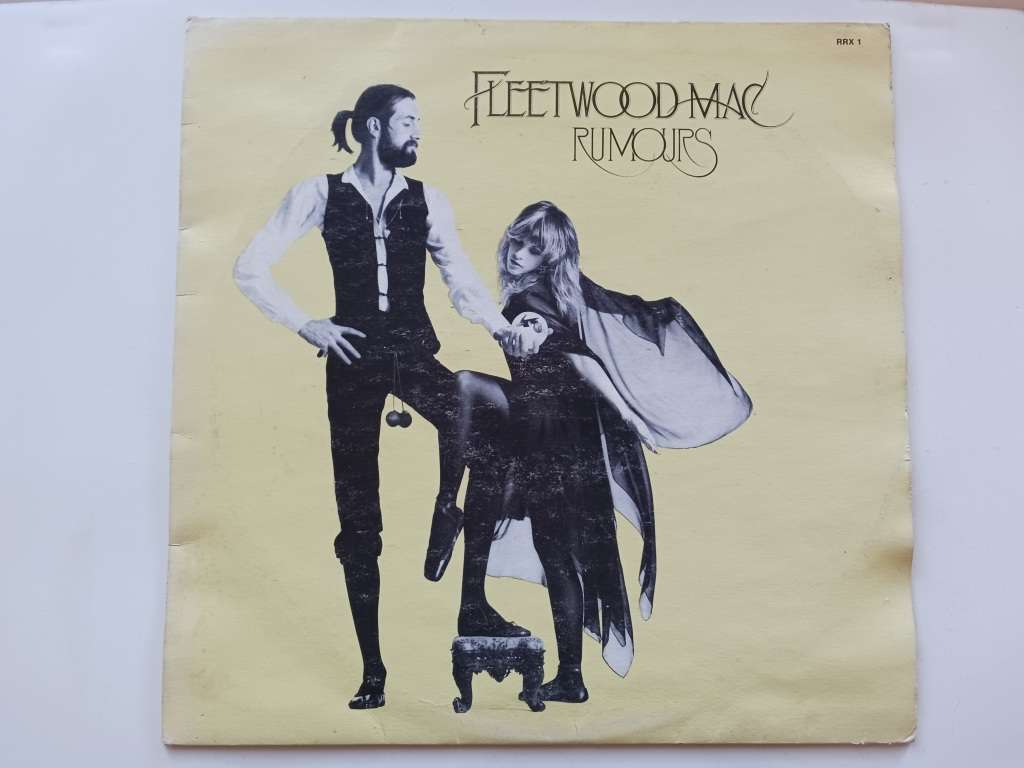 RRX 1
FLEETWOOD MAC
RUMOURS